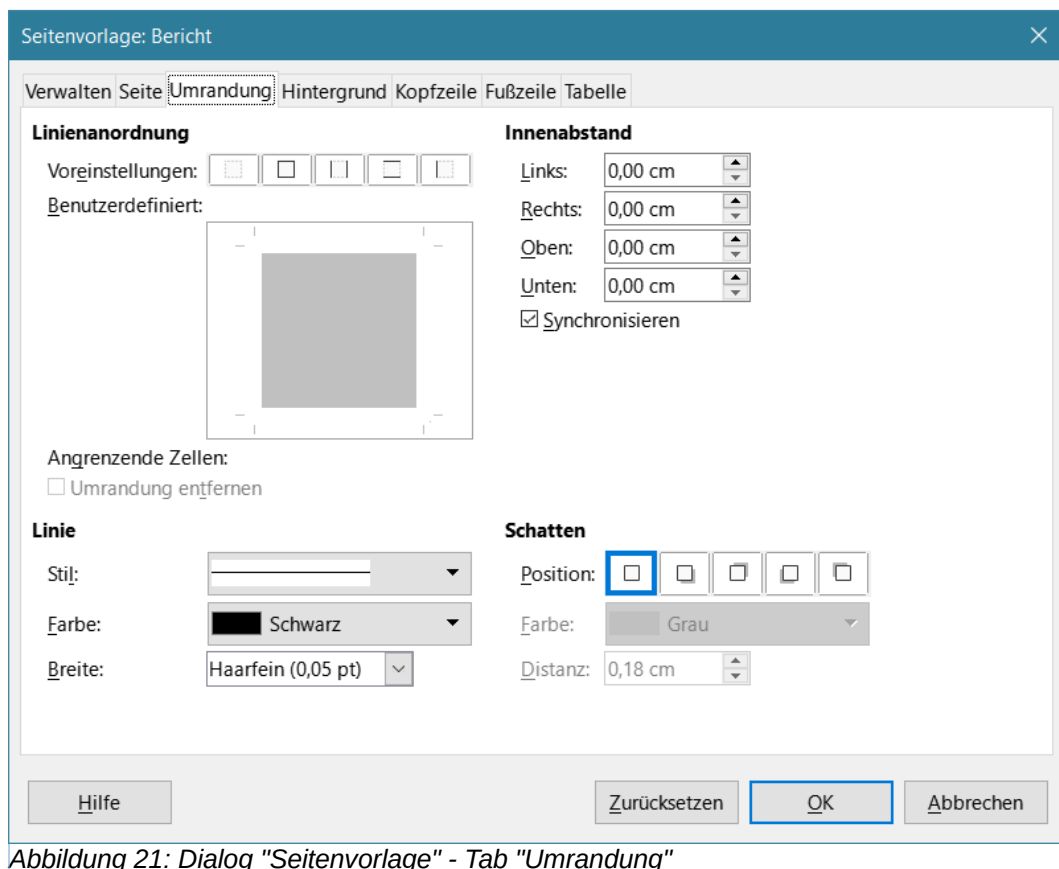 Seitenvorlage: Bericht
Verwalten Seite Umrandung Hintergrund Kopfzeile Fußzeile Tabelle
Linienanordnung
Voreinstellungen:
Benutzerdefiniert:
Angrenzende Zellen:
Umrandung entfernen
Innenabstand
Links: 0,00 cm
Rechts: 0,00 cm
Oben: 0,00 cm
Unten: 0,00 cm
Synchronisieren
Linie
Stil:
Farbe: Schwarz
Breite: Haarfein (0,05 pt)
Schatten
Position:
Farbe: Grau
Distanz: 0,18 cm
Hilfe Zurücksetzen OK Abbrechen
Abbildung 21: Dialog "Seitenvorlage" - Tab "Umrandung"